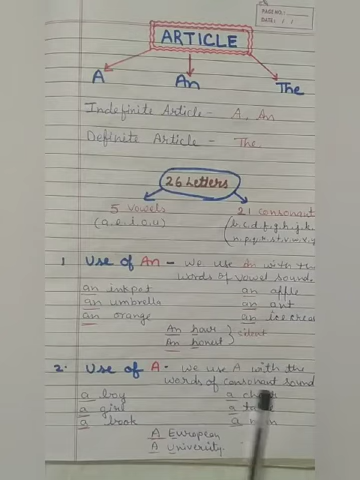 PAGE NO.:
DATE: / /
ARTICLE
A An The
Indefinite Article - A, An
Definite Article - The
26 Letters
5 Vowels 21 consonant
(a, e, i, o, u)
1 Use of An - we use an with the
words of vowel sound
an inkpot an apple
an umbrella an ant
an orange an ice
An hour
An honest silent
2. Use of A - we use A with the
words of consonant sound
a boy a
a girl a
a book a
A European
A University